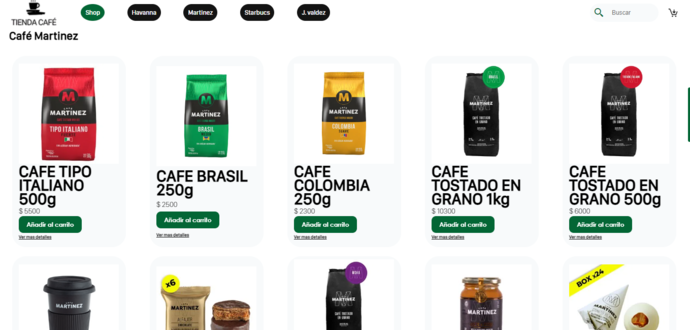 TIENDA CAFÉ
Shop
Havanna
Martinez
Starbucs
J. valdez
Buscar
Café Martinez
MARTINEZ
TIPO ITALIANO
MARTINEZ
BRASIL
MARTINEZ
COLOMBIA
MARTINEZ
MARTINEZ
CAFE TIPO
ITALIANO
500g
$ 5500
Añadir al carrito
Ver mas detalles
CAFE BRASIL
250g
$ 2500
Añadir al carrito
Ver mas detalles
CAFE
COLOMBIA
250g
$ 2300
Añadir al carrito
Ver mas detalles
CAFE
TOSTADO EN
GRANO 1kg
$ 10300
Añadir al carrito
Ver mas detalles
CAFE
TOSTADO EN
GRANO 500g
$ 6000
Añadir al carrito
Ver mas detalles
MARTINEZ
x6
MARTINEZ
MARTINEZ
MARTINEZ
BOX x24